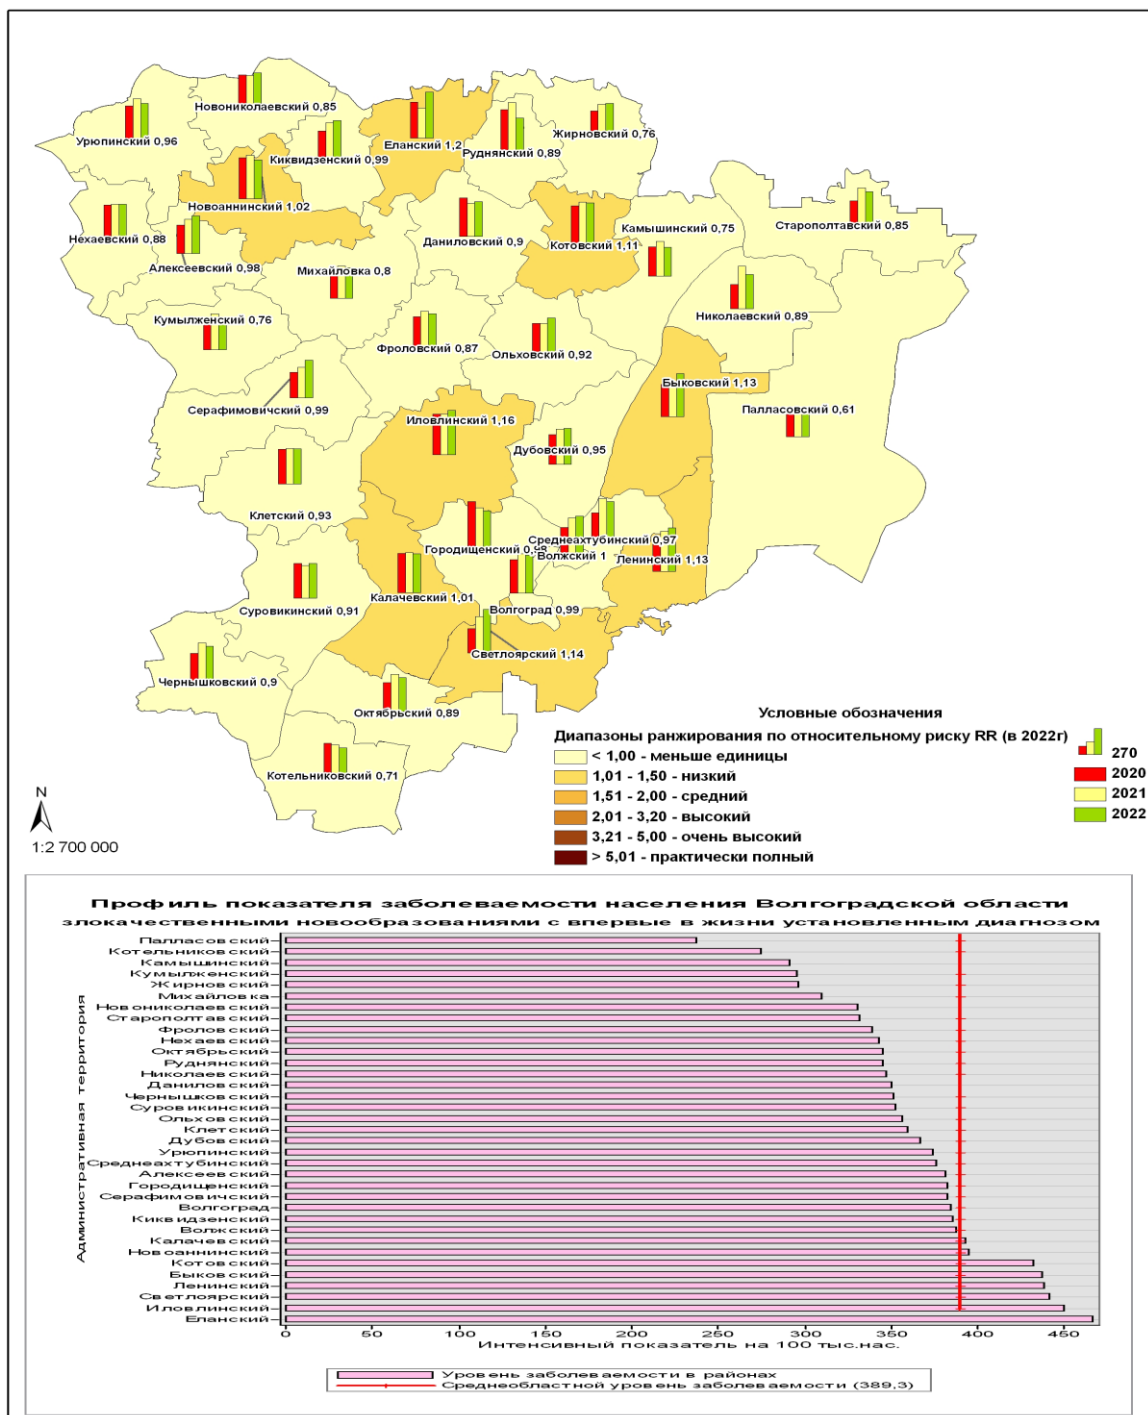 Новониколаевский 0,85
Урюпинский 0,96
Киквидзенский 0,99
Еланский 1,2
Руднянский 0,89
Жирновский 0,76
Новоаннинский 1,02
Нехаевский 0,88
Алексеевский 0,98
Даниловский 0,9
Котовский 1,11
Камышинский 0,75
Старополтавский 0,85
Михайловка 0,8
Кумылженский 0,76
Фроловский 0,87
Ольховский 0,92
Николаевский 0,89
Серафимовичский 0,99
Быковский 1,13
Палласовский 0,61
Иловлинский 1,16
Дубовский 0,95
Клетский 0,93
Городищенский 0,98
Среднеахтубинский 0,97
Волжский 1
Ленинский 1,13
Суровикинский 0,91
Калачевский 1,01
Волгоград 0,99
Светлоярский 1,14
Чернышковский 0,9
Октябрьский 0,89
Котельниковский 0,71
Условные обозначения
Диапазоны ранжирования по относительному риску RR (в 2022г)
< 1,00 - меньше единицы
1,01 - 1,50 - низкий
1,51 - 2,00 - средний
2,01 - 3,20 - высокий
3,21 - 5,00 - очень высокий
> 5,01 - практически полный
270
2020
2021
2022
N
1:2 700 000
Профиль показателя заболеваемости населения Волгоградской области
злокачественными новообразованиями с впервые в жизни установленным диагнозом
Административная территория
Палласовский
Котельниковский
Камышинский
Кумылженский
Жирновский
Михайловка
Новониколаевский
Старополтавский
Фроловский
Нехаевский
Октябрьский
Руднянский
Николаевский
Даниловский
Чернышковский
Суровикинский
Ольховский
Клетский
Дубовский
Урюпинский
Среднеахтубинский
Алексеевский
Городищенский
Серафимовичский
Волгоград
Киквидзенский
Волжский
Калачевский
Новоаннинский
Котовский
Быковский
Ленинский
Светлоярский
Иловлинский
Еланский
0 50 100 150 200 250 300 350 400 450
Интенсивный показатель на 100 тыс.нас.
Уровень заболеваемости в районах
Среднеобластной уровень заболеваемости (389,3)